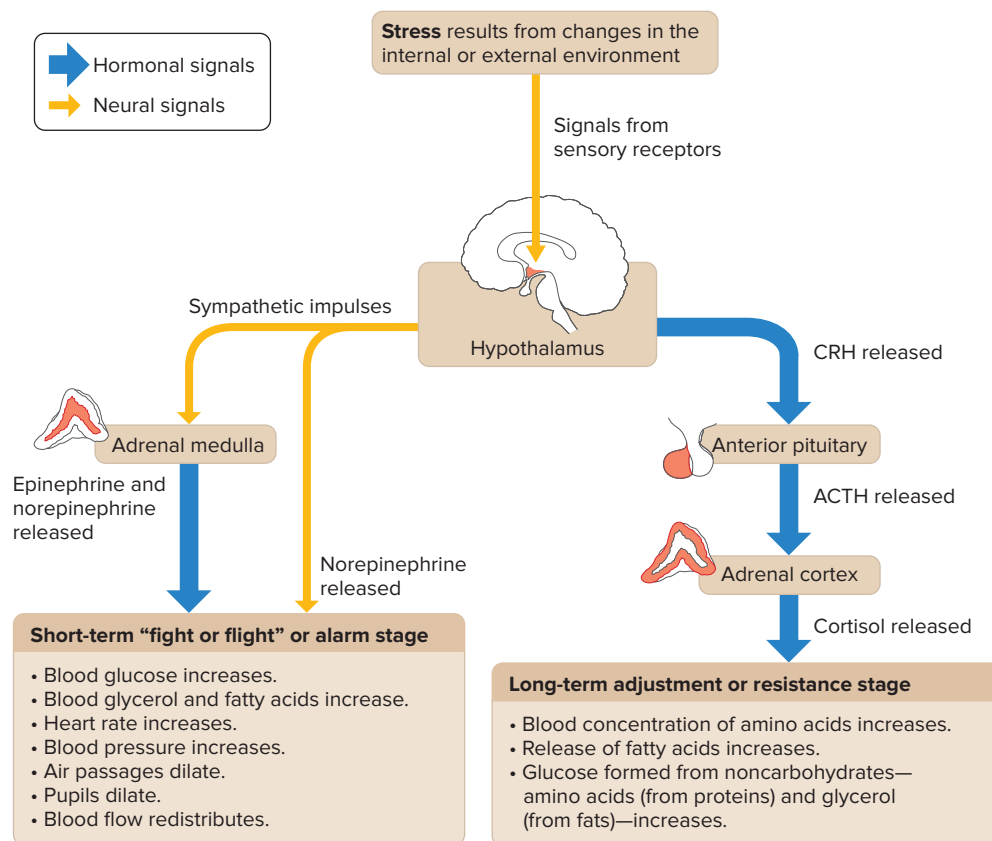 Stress results from changes in the
internal or external environment
Hormonal signals
Neural signals
Signals from
sensory receptors
Sympathetic impulses
Hypothalamus
CRH released
Adrenal medulla
Anterior pituitary
Epinephrine and
norepinephrine
released
ACTH released
Norepinephrine
released
Adrenal cortex
Cortisol released
Short-term “fight or flight” or alarm stage
• Blood glucose increases.
• Blood glycerol and fatty acids increase.
• Heart rate increases.
• Blood pressure increases.
• Air passages dilate.
• Pupils dilate.
• Blood flow redistributes.
Long-term adjustment or resistance stage
• Blood concentration of amino acids increases.
• Release of fatty acids increases.
• Glucose formed from noncarbohydrates—
amino acids (from proteins) and glycerol
(from fats)—increases.